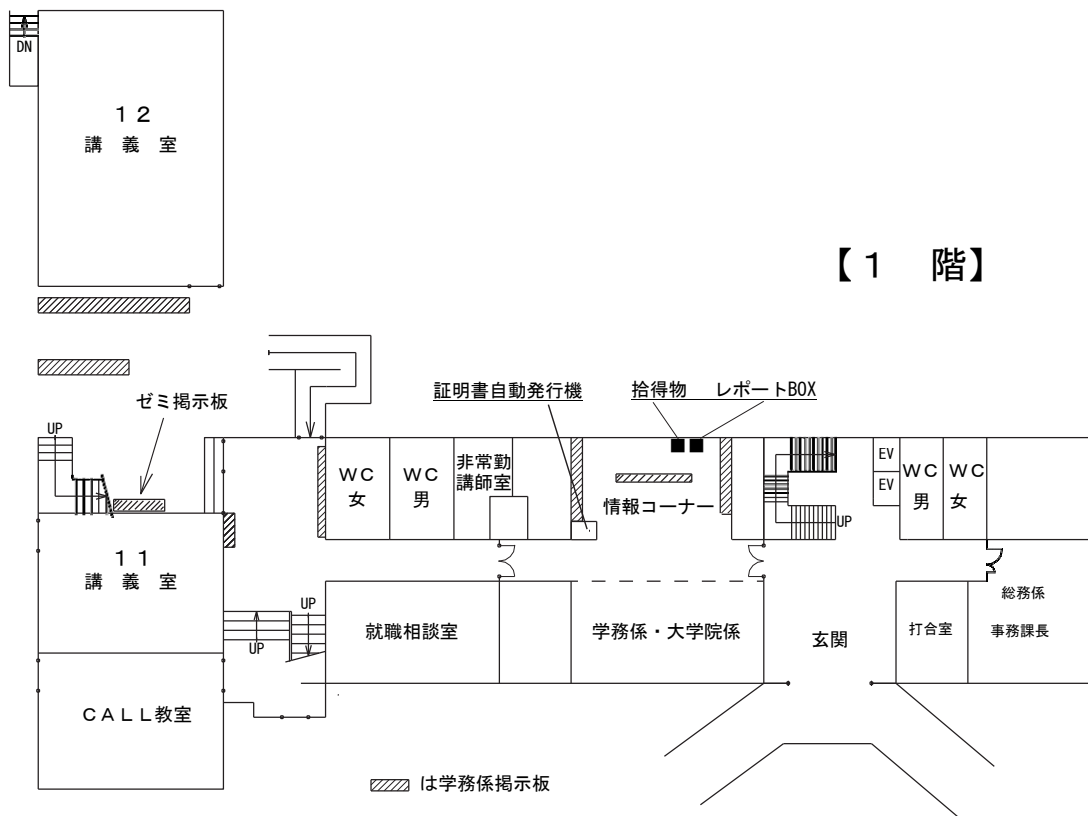 DN
１２
講　義　室
【１　階】
ゼミ掲示板
証明書自動発行機
拾得物
レポートBOX
UP
ＷＣ
女
ＷＣ
男
非常勤
講師室
情報コーナー
UP
EV
EV
ＷＣ
男
ＷＣ
女
１１
講　義　室
UP
UP
就職相談室
学務係・大学院係
玄関
打合室
総務係
事務課長
ＣＡＬＬ教室
は学務係掲示板